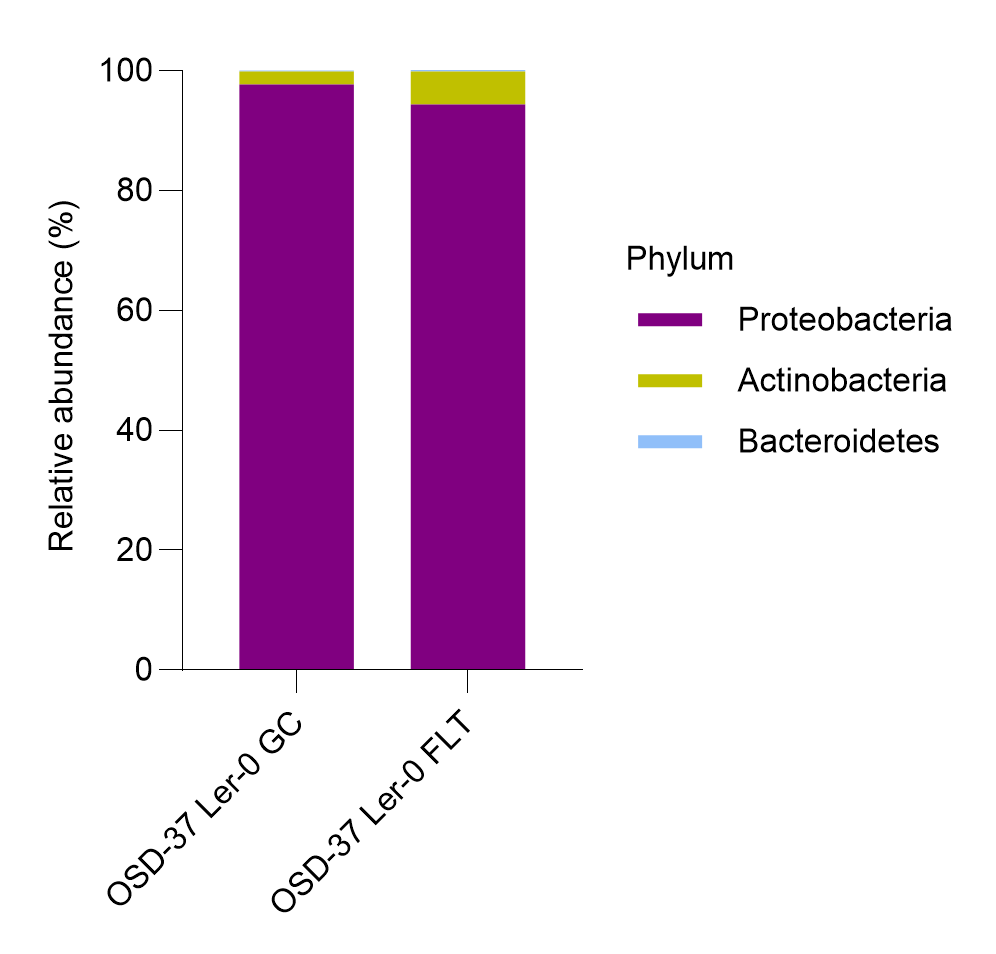 100
80
60
40
20
0
Relative abundance (%)
OSD-37 Ler-0 GC
OSD-37 Ler-0 FLT
Phylum
Proteobacteria
Actinobacteria
Bacteroidetes